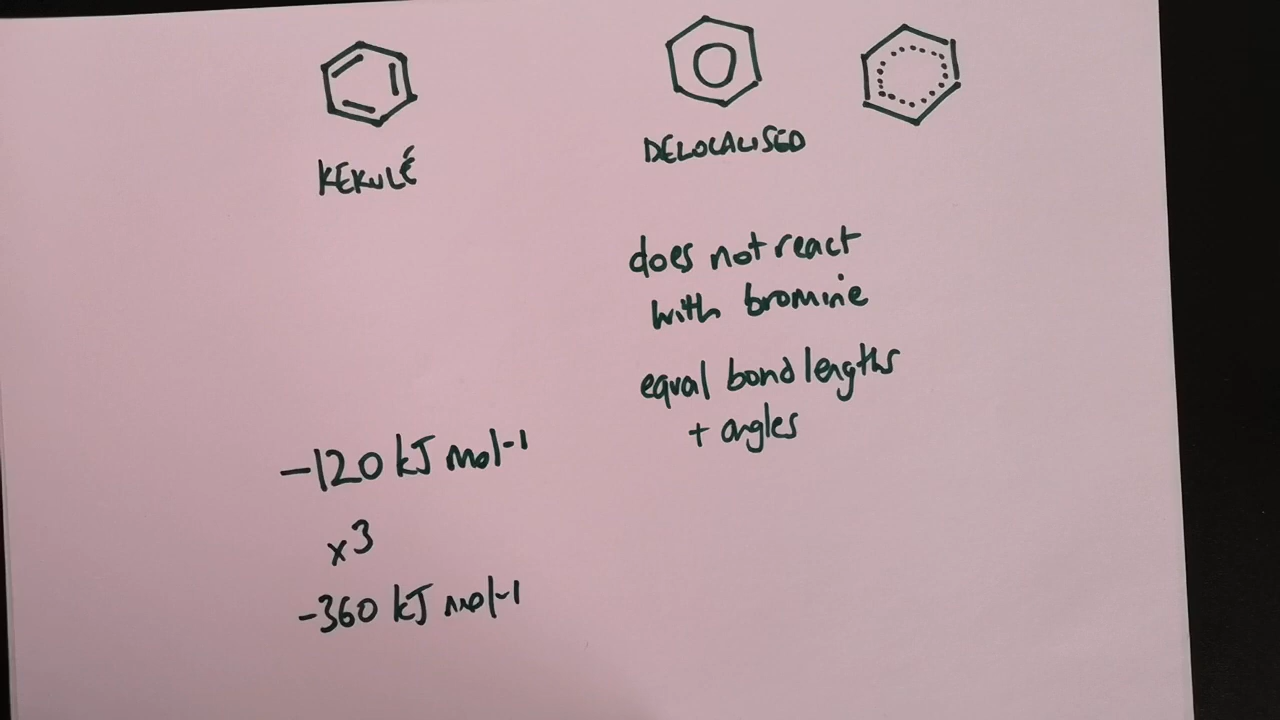 KEKULÉ
DELOCALISED
does not react
with bromine
equal bond lengths
+ angles
-120 kJ mol-1
x3
-360 kJ mol-1